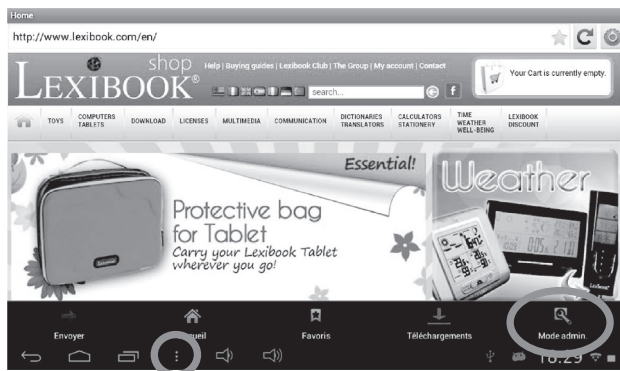 Home
http://www.lexibook.com/en/
shop
LEXIBOOK®
Help | Buying guides | Lexibook Club | The Group | My account | Contact
search...
f
Your Cart is currently empty.
TOYS
COMPUTERS
TABLETS
DOWNLOAD
LICENSES
MULTIMEDIA
COMMUNICATION
DICTIONARIES
TRANSLATORS
CALCULATORS
STATIONERY
TIME
WEATHER
WELL-BEING
LEXIBOOK
DISCOUNT
Essential!
Protective bag
for Tablet
Carry your Lexibook Tablet
wherever you go!
Weather
Envoyer
Favoris
Téléchargements
Mode admin.
18:29